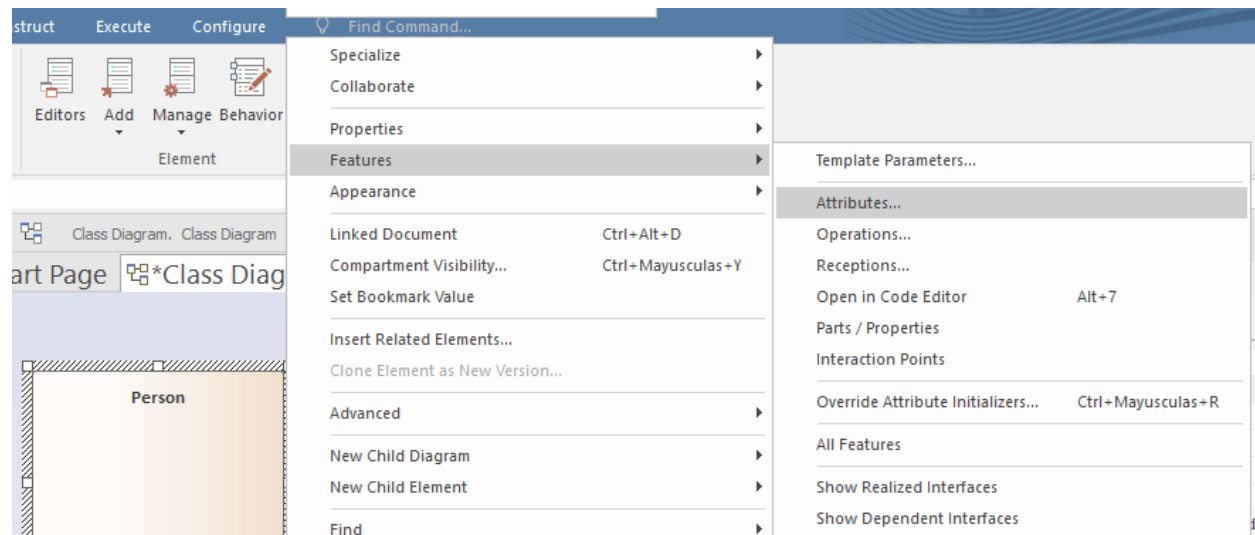 struct Execute Configure Find Command...
Editors Add Manage Behavior
Element
Class Diagram. Class Diagram
art Page *Class Diag
Person
Specialize
Collaborate
Properties
Features
Appearance
Linked Document Ctrl+Alt+D
Compartment Visibility... Ctrl+Mayusculas+Y
Set Bookmark Value
Insert Related Elements...
Clone Element as New Version...
Advanced
New Child Diagram
New Child Element
Find
Template Parameters...
Attributes...
Operations...
Receptions...
Open in Code Editor Alt+7
Parts / Properties
Interaction Points
Override Attribute Initializers... Ctrl+Mayusculas+R
All Features
Show Realized Interfaces
Show Dependent Interfaces